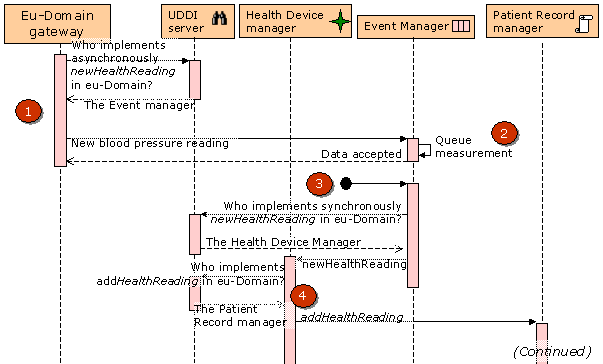 Eu-Domain
gateway
UDDI
server
Health Device
manager
Event Manager
Patient Record
manager
Who implements
asynchronously
newHealthReading
in eu-Domain?
The Event manager
1
New blood pressure reading
2
Queue
measurement
Data accepted
3
Who implements synchronously
newHealthReading in eu-Domain?
The Health Device Manager
newHealthReading
Who implements
addHealthReading in eu-Domain?
4
The Patient
Record manager
addHealthReading
(Continued)